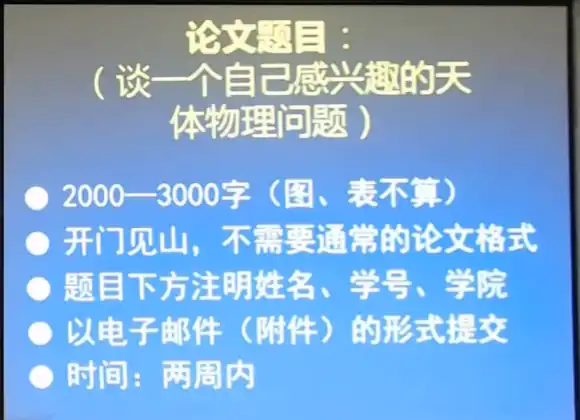 论文题目：
（谈一个自己感兴趣的天
体物理问题）
● 2000—3000字（图、表不算）
● 开门见山，不需要通常的论文格式
● 题目下方注明姓名、学号、学院
● 以电子邮件（附件）的形式提交
● 时间：两周内